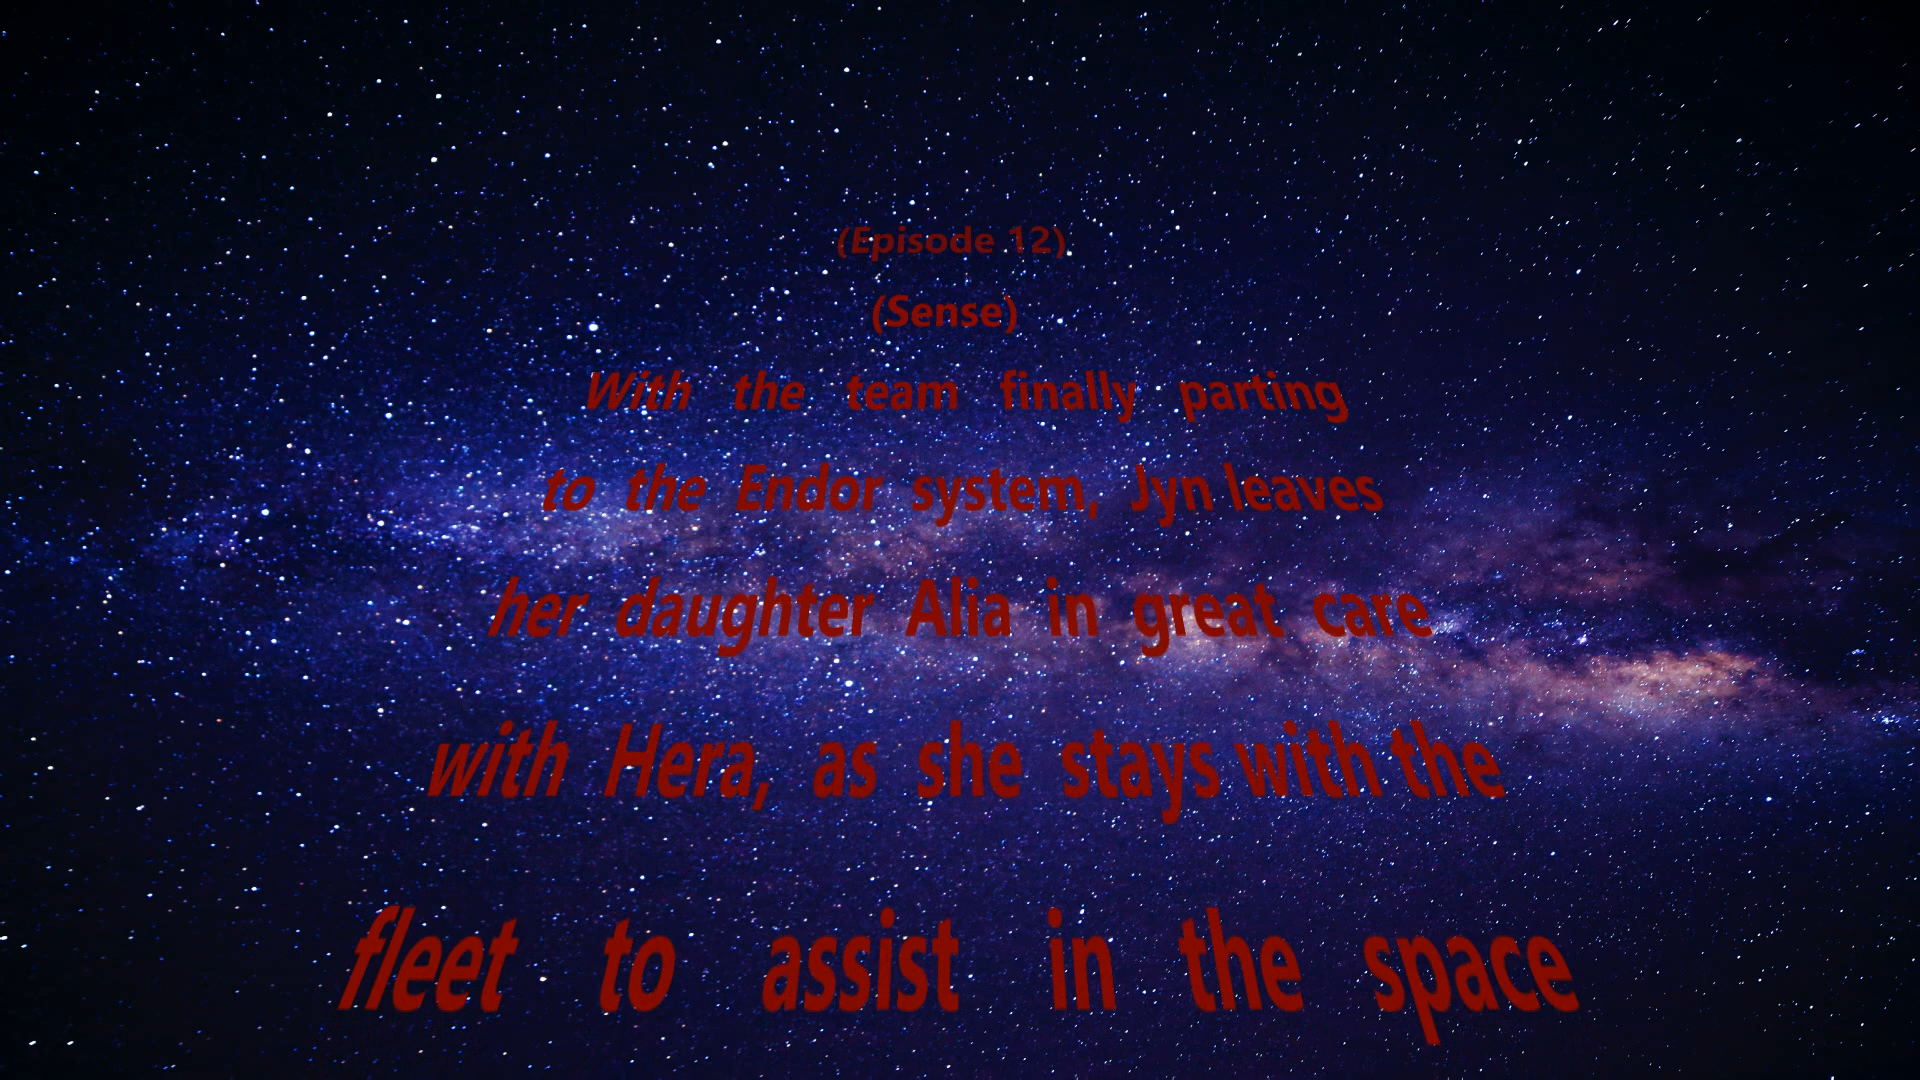 (Episode 12)
(Sense)
With the team finally parting
to the Endor system, Jyn leaves
her daughter Alia in great care
with Hera, as she stays with the
fleet to assist in the space